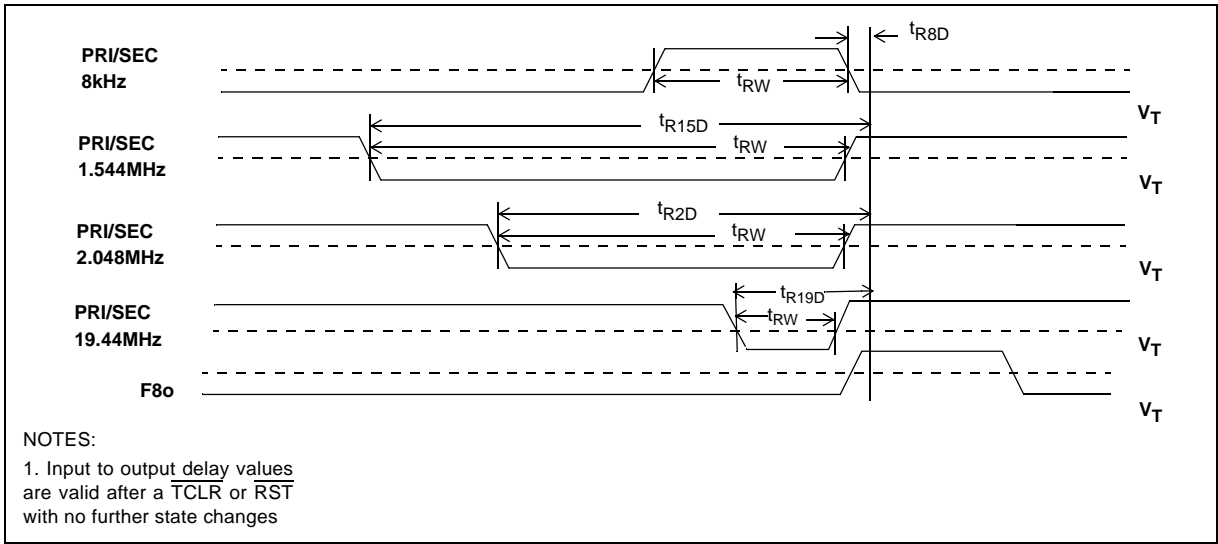 tR8D
PRI/SEC
8kHz
tRW
VT
tR15D
PRI/SEC
1.544MHz
tRW
VT
tR2D
PRI/SEC
2.048MHz
tRW
VT
tR19D
PRI/SEC
19.44MHz
tRW
VT
F8o
VT
NOTES:
1. Input to output delay values
are valid after a TCLR or RST
with no further state changes